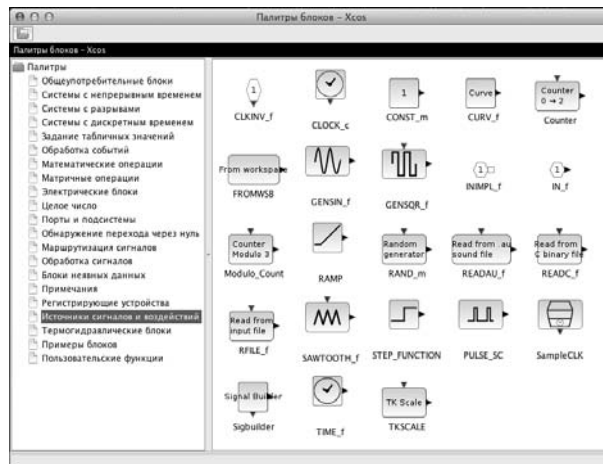 Палитры блоков – Xcos
Палитры блоков – Xcos
Палитры
Общеупотребительные блоки
Системы с непрерывным временем
Системы с разрывами
Системы с дискретным временем
Задание табличных значений
Обработка событий
Математические операции
Матричные операции
Электрические блоки
Целое число
Порты и подсистемы
Обнаружение перехода через нуль
Маршрутизация сигналов
Обработка сигналов
Блоки неявных данных
Примечания
Регистрирующие устройства
Источники сигналов и воздействий
Термогидравлические блоки
Примеры блоков
Пользовательские функции
1
CLKINV_f
CLOCK_c
1
CONST_m
Curve
CURV_f
Counter
0 → 2
Counter
From workspace
FROMWSB
GENSIN_f
GENSQR_f
1
INIMPL_f
1
IN_f
Counter
Modulo 3
Modulo_Count
RAMP
Random
generator
RAND_m
Read from .au
sound file
READAU_f
Read from
C binary file
READC_f
Read from
input file
RFILE_f
SAWTOOTH_f
STEP_FUNCTION
PULSE_SC
SampleCLK
Signal Builder
Sigbuilder
TIME_f
TK Scale
TKSCALE